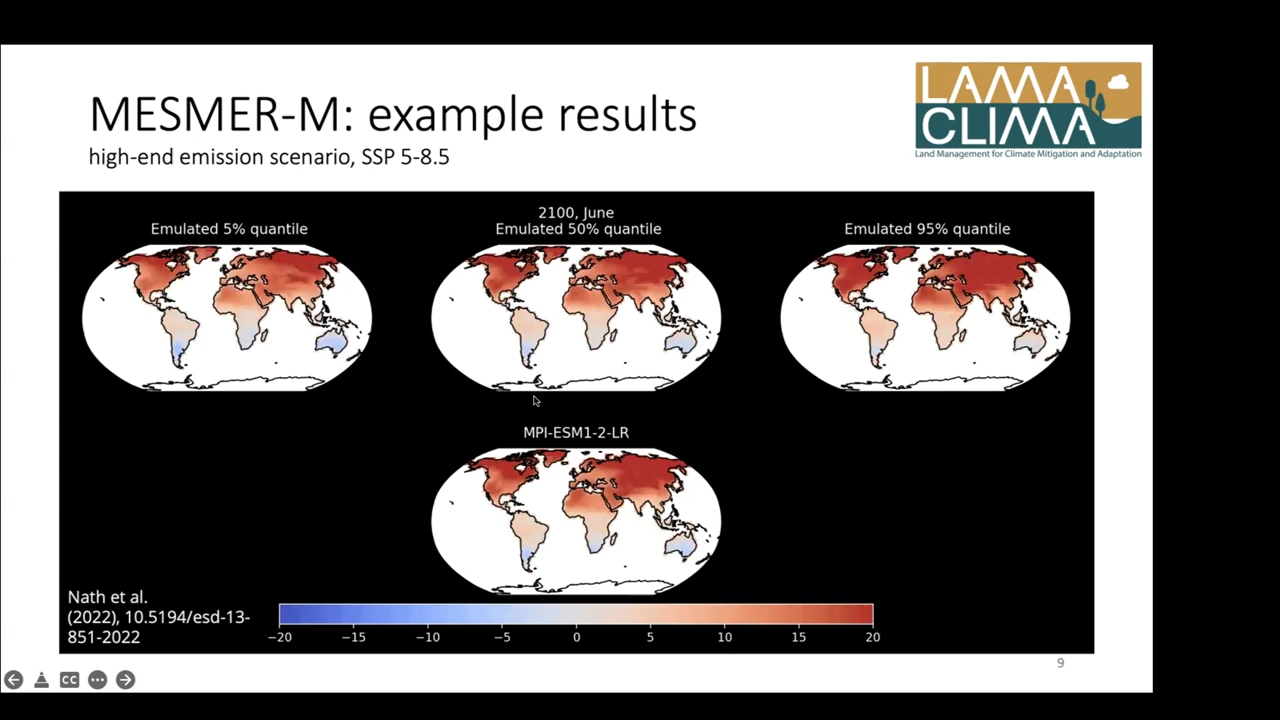 MESMER-M: example results
high-end emission scenario, SSP 5-8.5
LAMA
CLIMA
Land Management for Climate Mitigation and Adaptation
2100, June
Emulated 5% quantile
Emulated 50% quantile
Emulated 95% quantile
MPI-ESM1-2-LR
Nath et al.
(2022), 10.5194/esd-13-
851-2022
−20 −15 −10 −5 0 5 10 15 20
9
CC